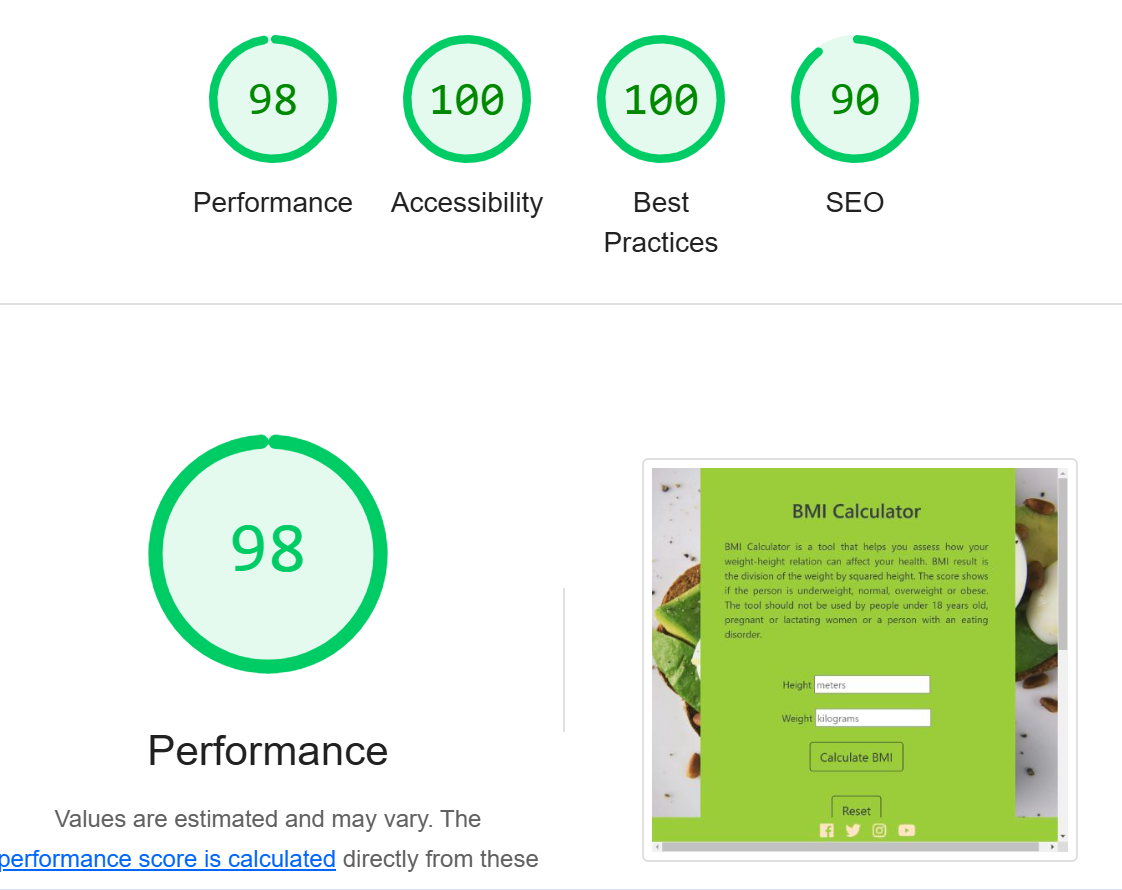 98
100
100
90
Performance
Accessibility
Best
Practices
SEO
98
Performance
Values are estimated and may vary. The
performance score is calculated directly from these
BMI Calculator
BMI Calculator is a tool that helps you assess how your
weight-height relation can affect your health. BMI result is
the division of the weight by squared height. The score shows
if the person is underweight, normal, overweight or obese.
The tool should not be used by people under 18 years old,
pregnant or lactating women or a person with an eating
disorder.
Height meters
Weight kilograms
Calculate BMI
Reset